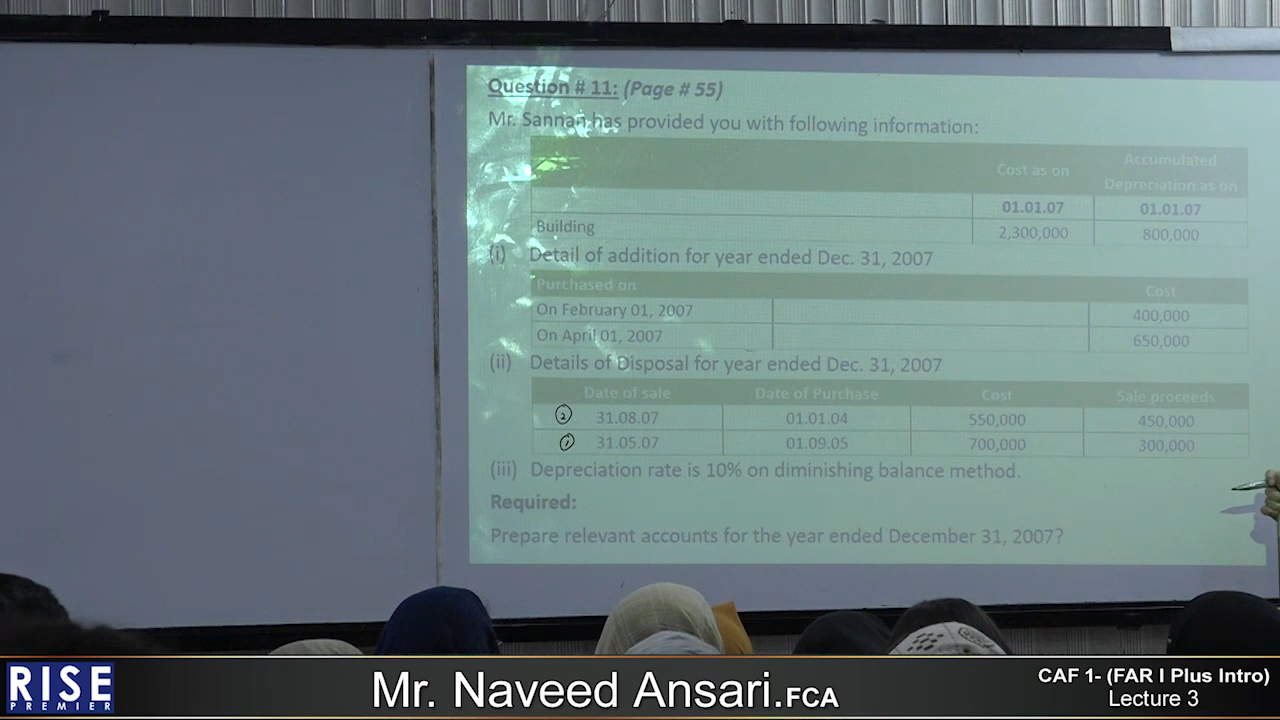 Question # 11: (Page # 55)
Mr. Sannan has provided you with following information:
Cost as on Accumulated Depreciation as on
01.01.07 01.01.07
Building 2,300,000 800,000
(i) Detail of addition for year ended Dec. 31, 2007
Purchased on Cost
On February 01, 2007 400,000
On April 01, 2007 650,000
(ii) Details of Disposal for year ended Dec. 31, 2007
Date of sale Date of Purchase Cost Sale proceeds
2 31.08.07 01.01.04 550,000 450,000
1 31.05.07 01.09.05 700,000 300,000
(iii) Depreciation rate is 10% on diminishing balance method.
Required:
Prepare relevant accounts for the year ended December 31, 2007?
RISE
PREMIER
Mr. Naveed Ansari.FCA
CAF 1- (FAR I Plus Intro)
Lecture 3